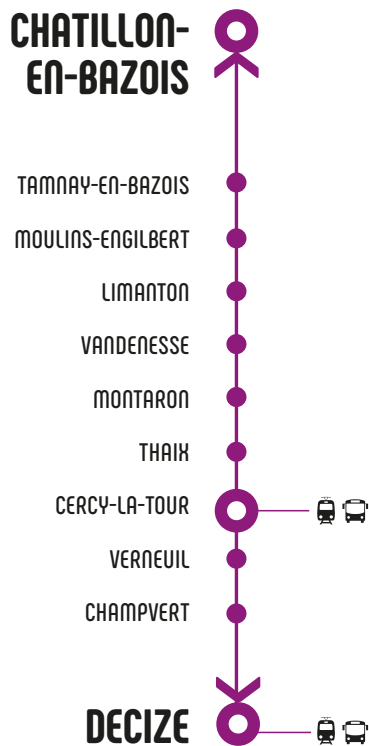 CHATILLON-
EN-BAZOIS
TAMNAY-EN-BAZOIS
MOULINS-ENGILBERT
LIMANTON
VANDENESSE
MONTARON
THAIX
CERCY-LA-TOUR
VERNEUIL
CHAMPVERT
DECIZE